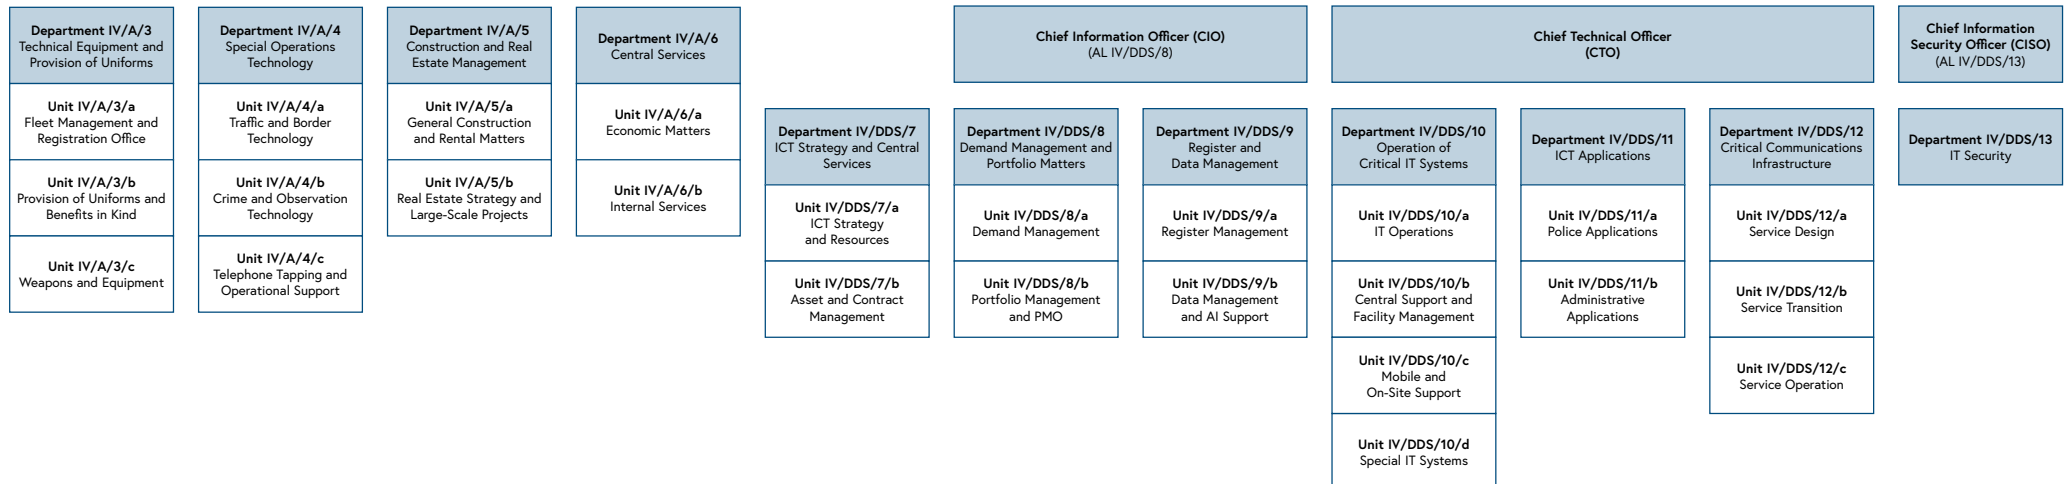 Department IV/A/3
Technical Equipment and
Provision of Uniforms
Unit IV/A/3/a
Fleet Management and
Registration Office
Unit IV/A/3/b
Provision of Uniforms and
Benefits in Kind
Unit IV/A/3/c
Weapons and Equipment
Department IV/A/4
Special Operations
Technology
Unit IV/A/4/a
Traffic and Border
Technology
Unit IV/A/4/b
Crime and Observation
Technology
Unit IV/A/4/c
Telephone Tapping and
Operational Support
Department IV/A/5
Construction and Real
Estate Management
Unit IV/A/5/a
General Construction
and Rental Matters
Unit IV/A/5/b
Real Estate Strategy and
Large-Scale Projects
Department IV/A/6
Central Services
Unit IV/A/6/a
Economic Matters
Unit IV/A/6/b
Internal Services
Department IV/DDS/7
ICT Strategy and Central
Services
Unit IV/DDS/7/a
ICT Strategy
and Resources
Unit IV/DDS/7/b
Asset and Contract
Management
Chief Information Officer (CIO)
(AL IV/DDS/8)
Department IV/DDS/8
Demand Management and
Portfolio Matters
Unit IV/DDS/8/a
Demand Management
Unit IV/DDS/8/b
Portfolio Management
and PMO
Department IV/DDS/9
Register and
Data Management
Unit IV/DDS/9/a
Register Management
Unit IV/DDS/9/b
Data Management
and AI Support
Chief Technical Officer
(CTO)
Department IV/DDS/10
Operation of
Critical IT Systems
Unit IV/DDS/10/a
IT Operations
Unit IV/DDS/10/b
Central Support and
Facility Management
Unit IV/DDS/10/c
Mobile and
On-Site Support
Unit IV/DDS/10/d
Special IT Systems
Department IV/DDS/11
ICT Applications
Unit IV/DDS/11/a
Police Applications
Unit IV/DDS/11/b
Administrative
Applications
Department IV/DDS/12
Critical Communications
Infrastructure
Unit IV/DDS/12/a
Service Design
Unit IV/DDS/12/b
Service Transition
Unit IV/DDS/12/c
Service Operation
Chief Information
Security Officer (CISO)
(AL IV/DDS/13)
Department IV/DDS/13
IT Security